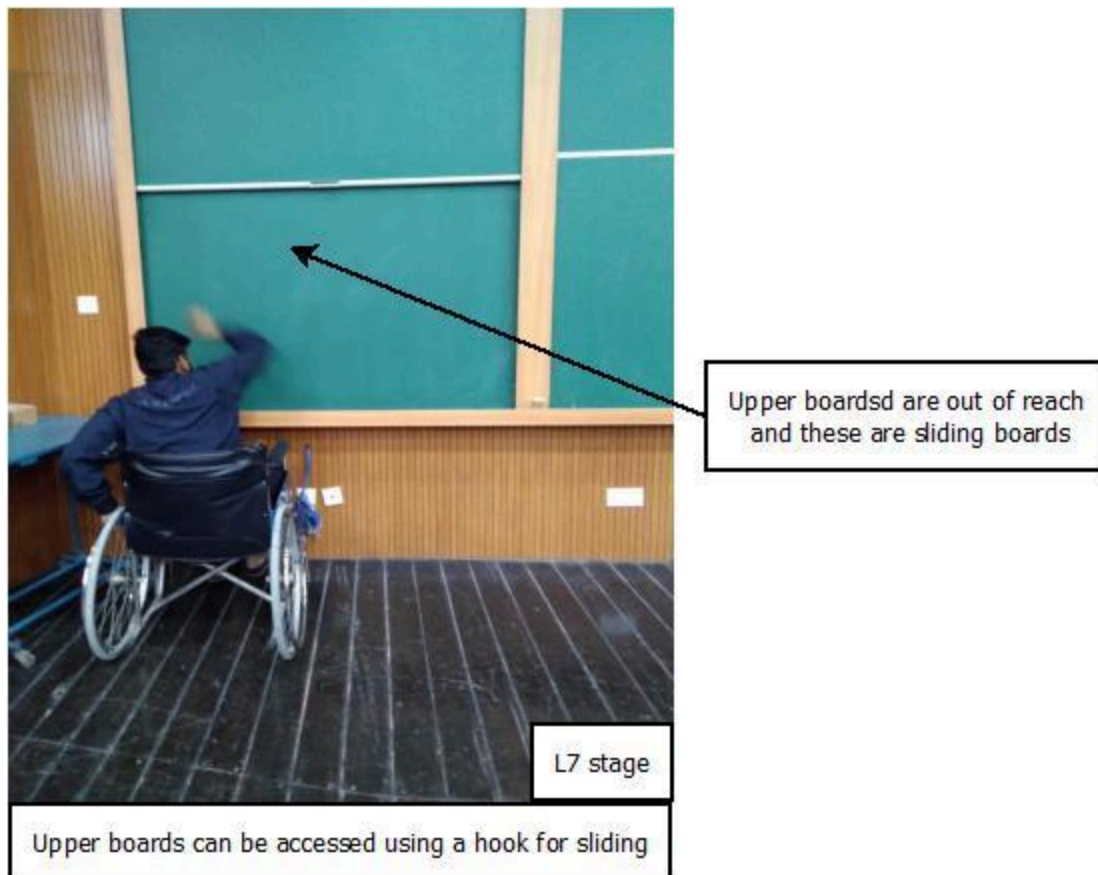 Upper boardsd are out of reach
and these are sliding boards
L7 stage
Upper boards can be accessed using a hook for sliding